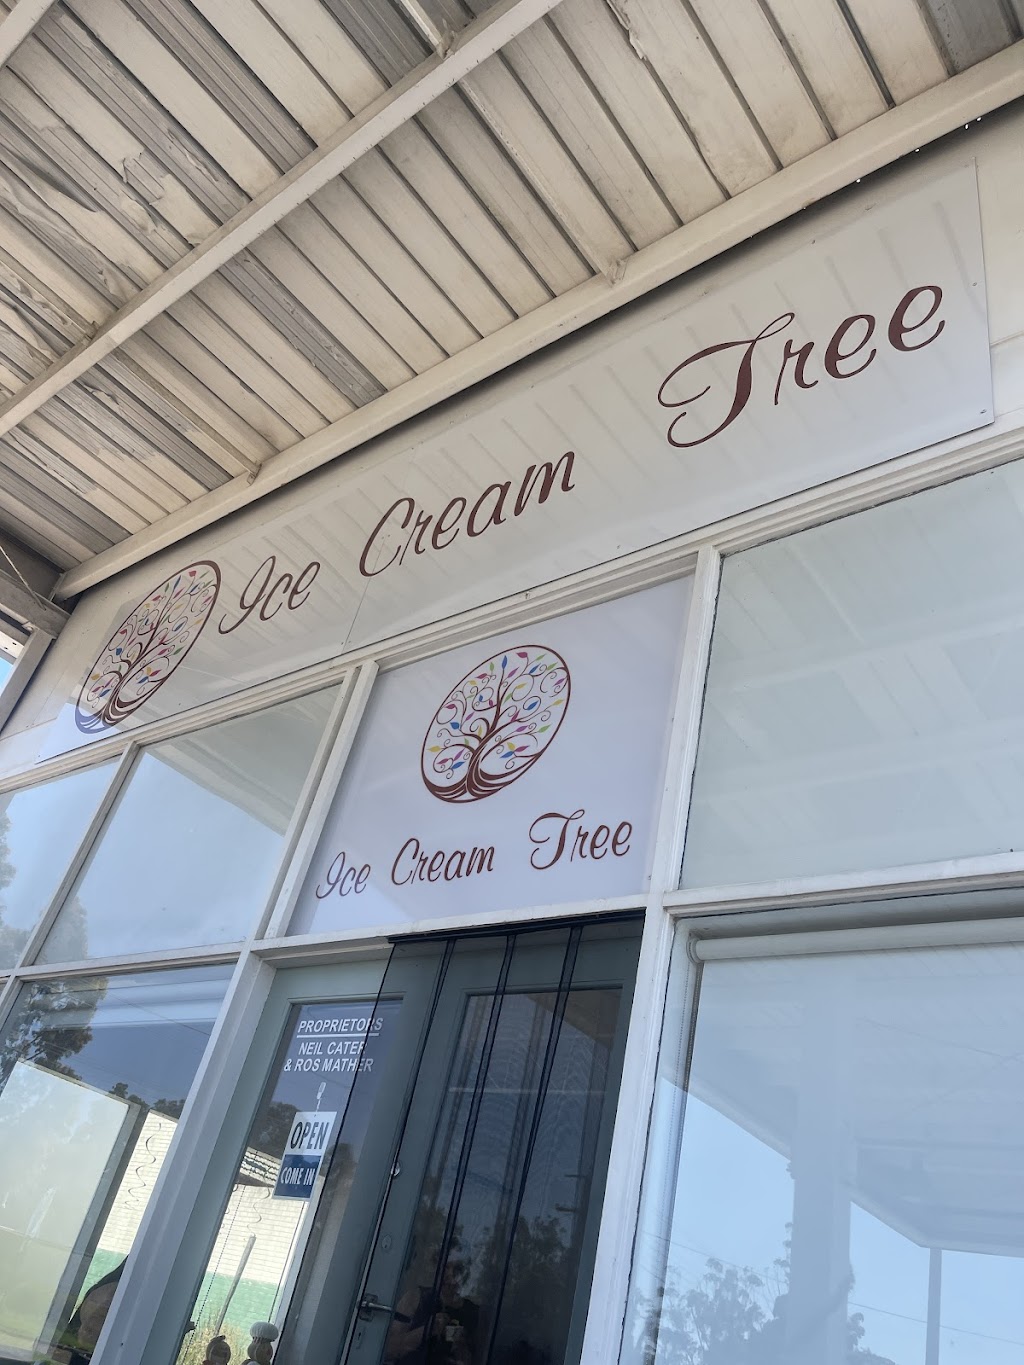 Ice Cream Tree
Ice Cream Tree
PROPRIETORS
NEIL CATER
& ROS MATHER
OPEN
COME IN